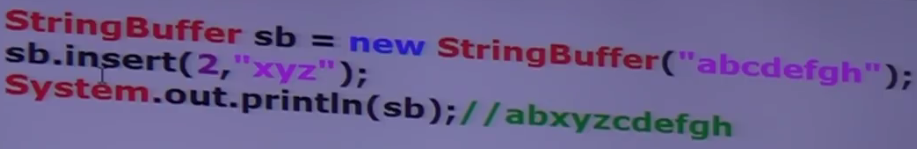 StringBuffer sb = new StringBuffer("abcdefgh");
sb.insert(2,"xyz");
System.out.println(sb);//abxyzcdefgh